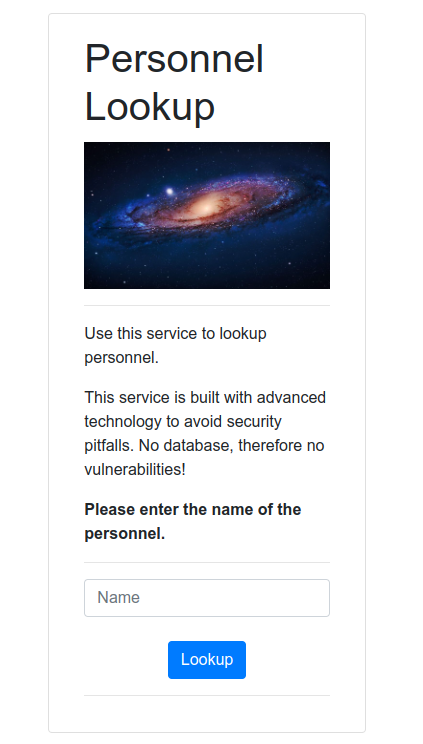 Personnel
Lookup
Use this service to lookup
personnel.
This service is built with advanced
technology to avoid security
pitfalls. No database, therefore no
vulnerabilities!
Please enter the name of the
personnel.
Name
Lookup